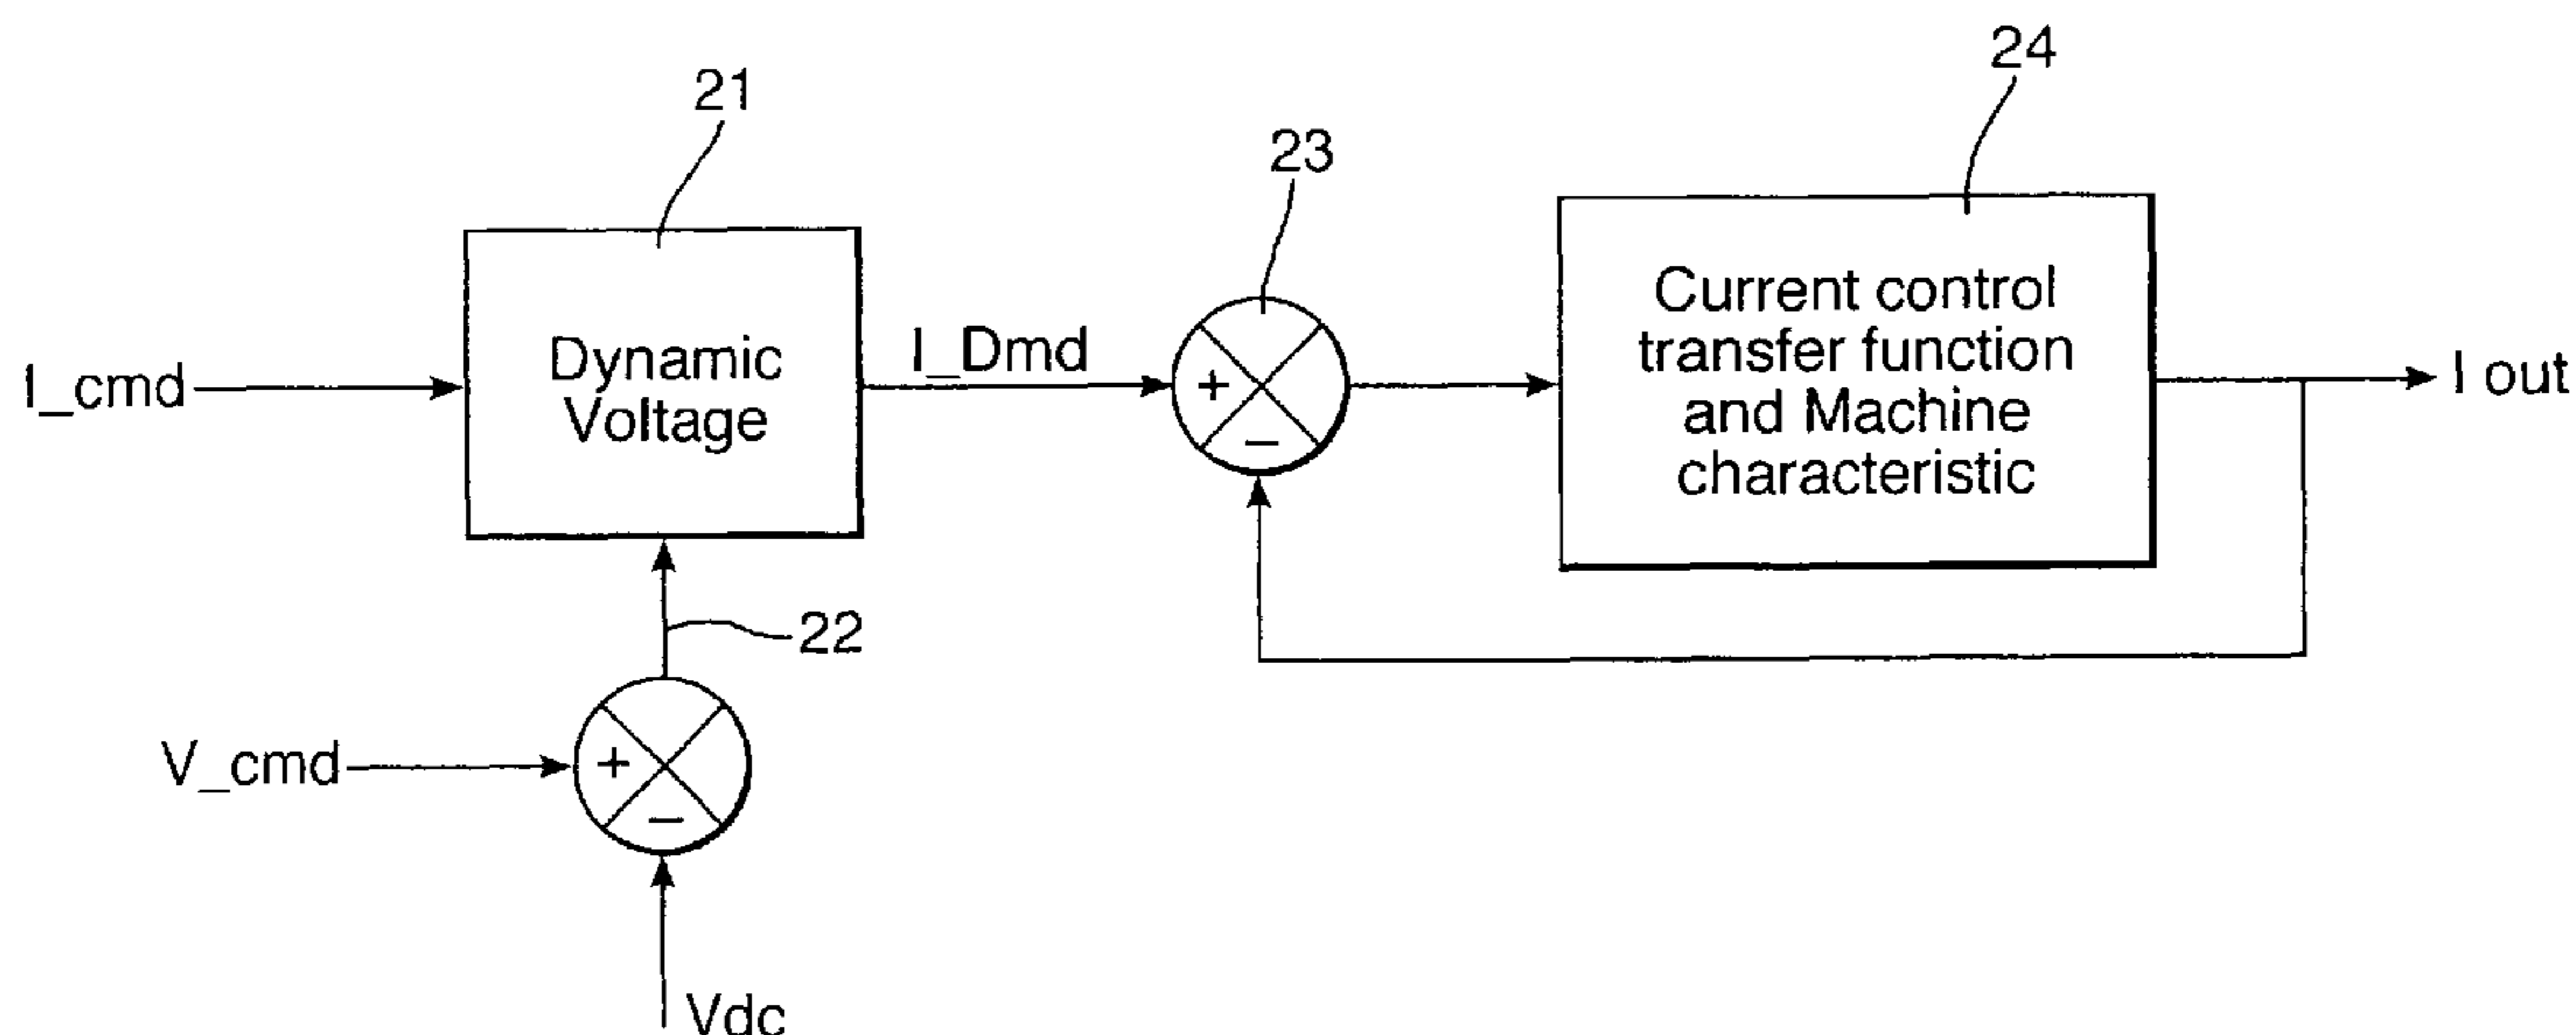 24
21
23
Current control
transfer function
and Machine
characteristic
Dynamic
Voltage
I_cmd
I_Dmd
+
−
I out
22
V_cmd
+
−
Vdc